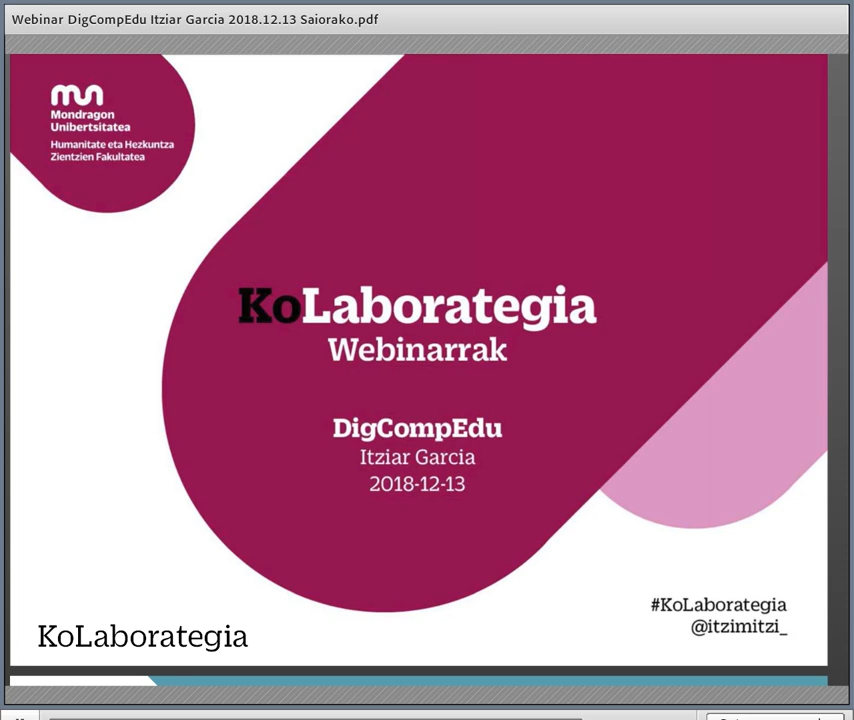 Webinar DigCompEdu Itziar Garcia 2018.12.13 Saiorako.pdf
Mondragon
Unibertsitatea
Humanitate eta Hezkuntza
Zientzien Fakultatea
KoLaborategia
Webinarrak
DigCompEdu
Itziar Garcia
2018-12-13
#KoLaborategia
@itzimitzi_
KoLaborategia